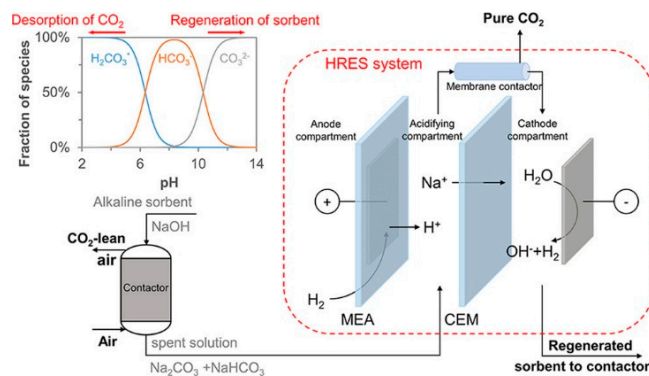 Desorption of CO₂
Regeneration of sorbent
H₂CO₃*
HCO₃⁻
CO₃²⁻
Fraction of species
100%
50%
0%
2
6
10
14
pH
Alkaline sorbent
NaOH
CO₂-lean
air
Contactor
Air
spent solution
Na₂CO₃ +NaHCO₃
Pure CO₂
HRES system
Membrane contactor
Anode
compartment
Acidifying
compartment
Cathode
compartment
+
H⁺
H₂
MEA
Na⁺
CEM
H₂O
OH⁻+H₂
-
Regenerated
sorbent to contactor